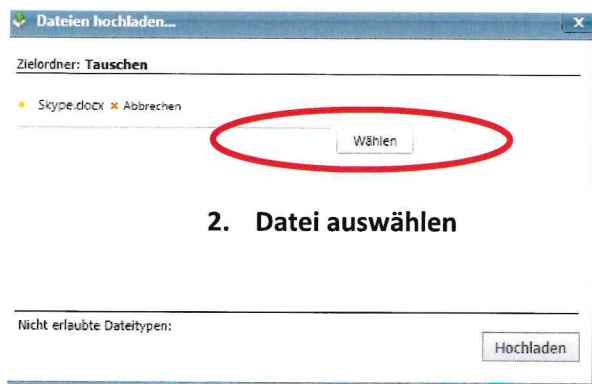 Dateien hochladen... x
Zielordner: Tauschen
Skype.docx × Abbrechen
Wählen
2. Datei auswählen
Nicht erlaubte Dateitypen:
Hochladen